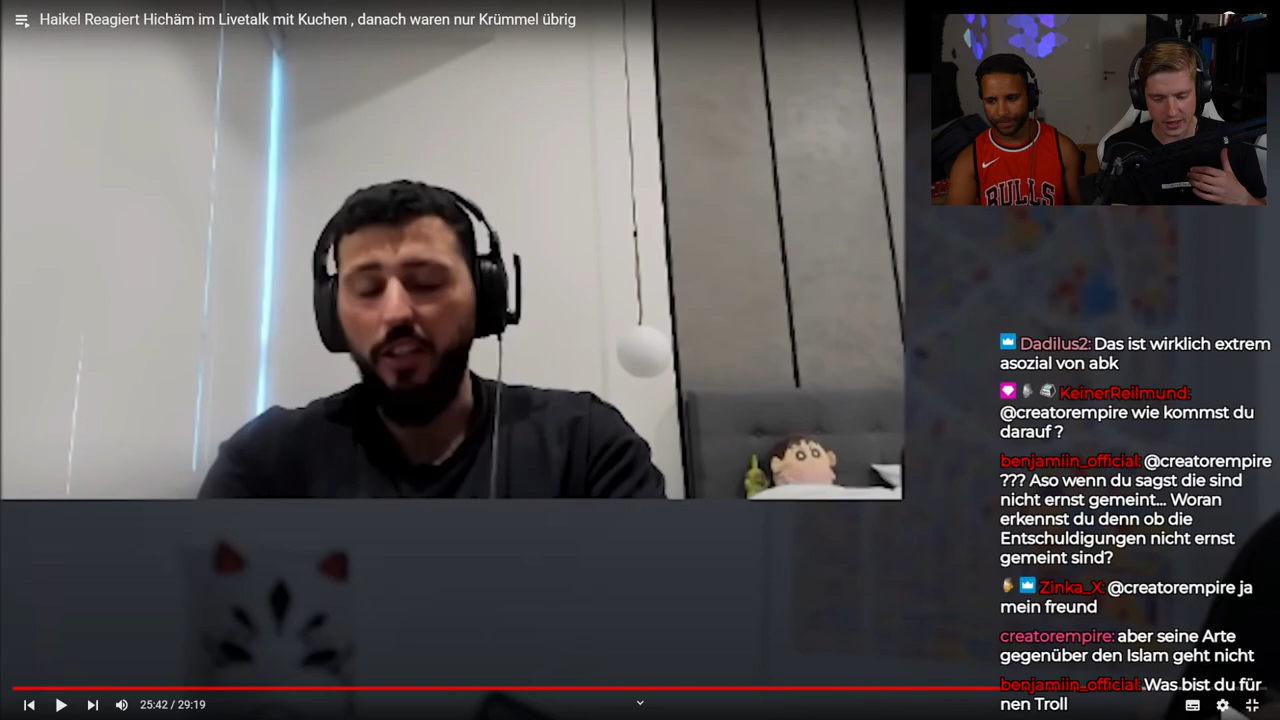 Haikel Reagiert Hichäm im Livetalk mit Kuchen , danach waren nur Krümmel übrig
BULLS
Dadilus2: Das ist wirklich extrem
asozial von abk
KeinerReilmund:
@creatorempire wie kommst du
darauf ?
benjamiin_official: @creatorempire
??? Aso wenn du sagst die sind
nicht ernst gemeint... Woran
erkennst du denn ob die
Entschuldigungen nicht ernst
gemeint sind?
Zinka_X: @creatorempire ja
mein freund
creatorempire: aber seine Arte
gegenüber den Islam geht nicht
benjamiin_official: Was bist du für
nen Troll
25:42 / 29:19